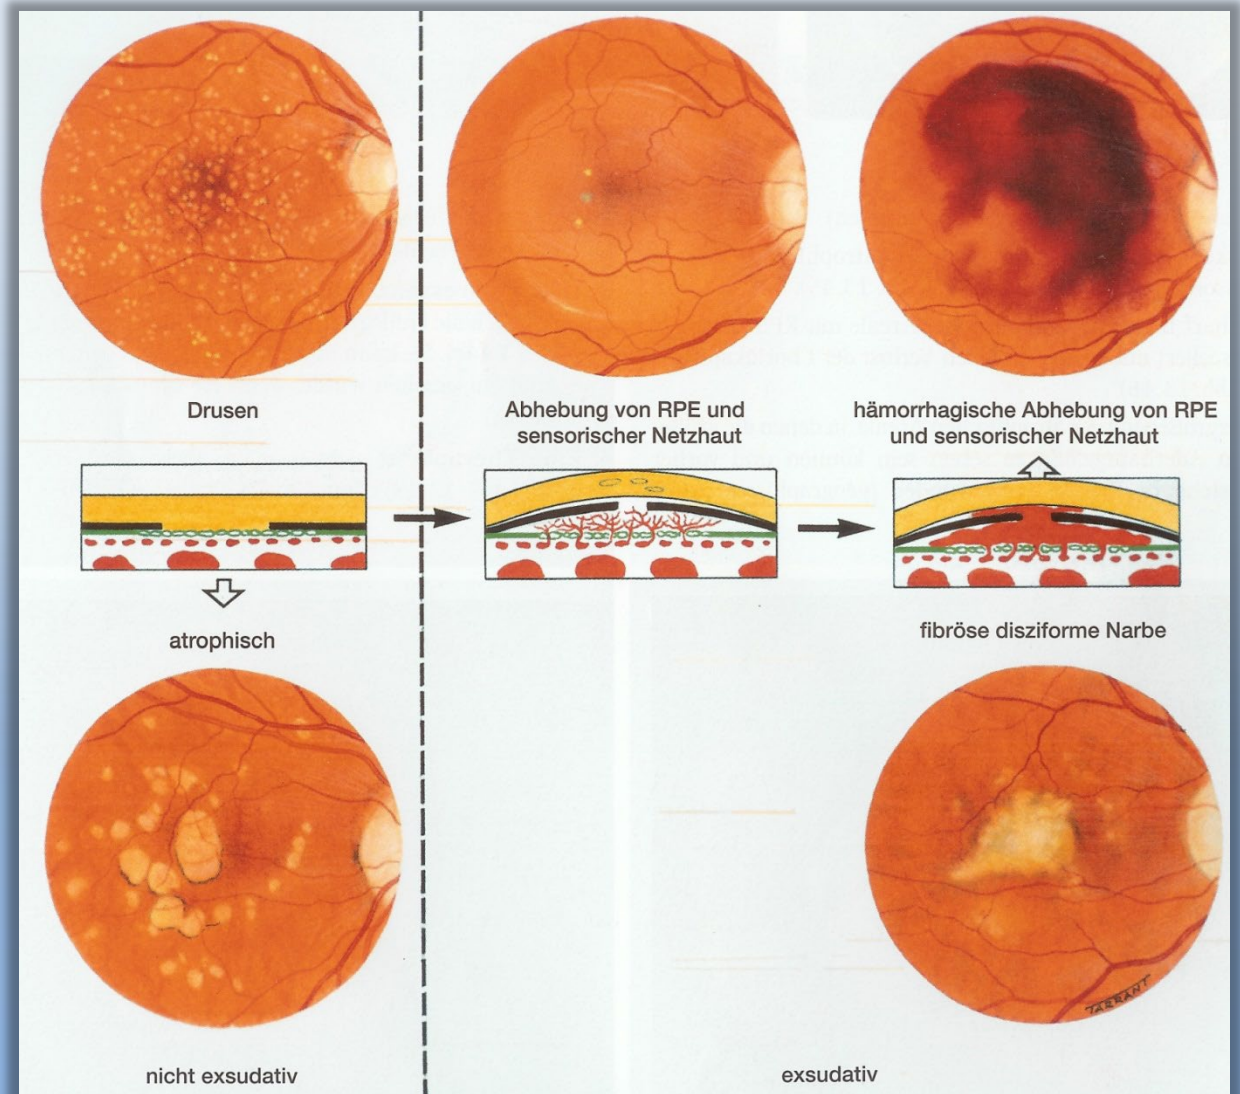 Drusen
Abhebung von RPE und
sensorischer Netzhaut
hämorrhagische Abhebung von RPE
und sensorischer Netzhaut
atrophisch
fibröse disziforme Narbe
TARRANT
nicht exsudativ
exsudativ